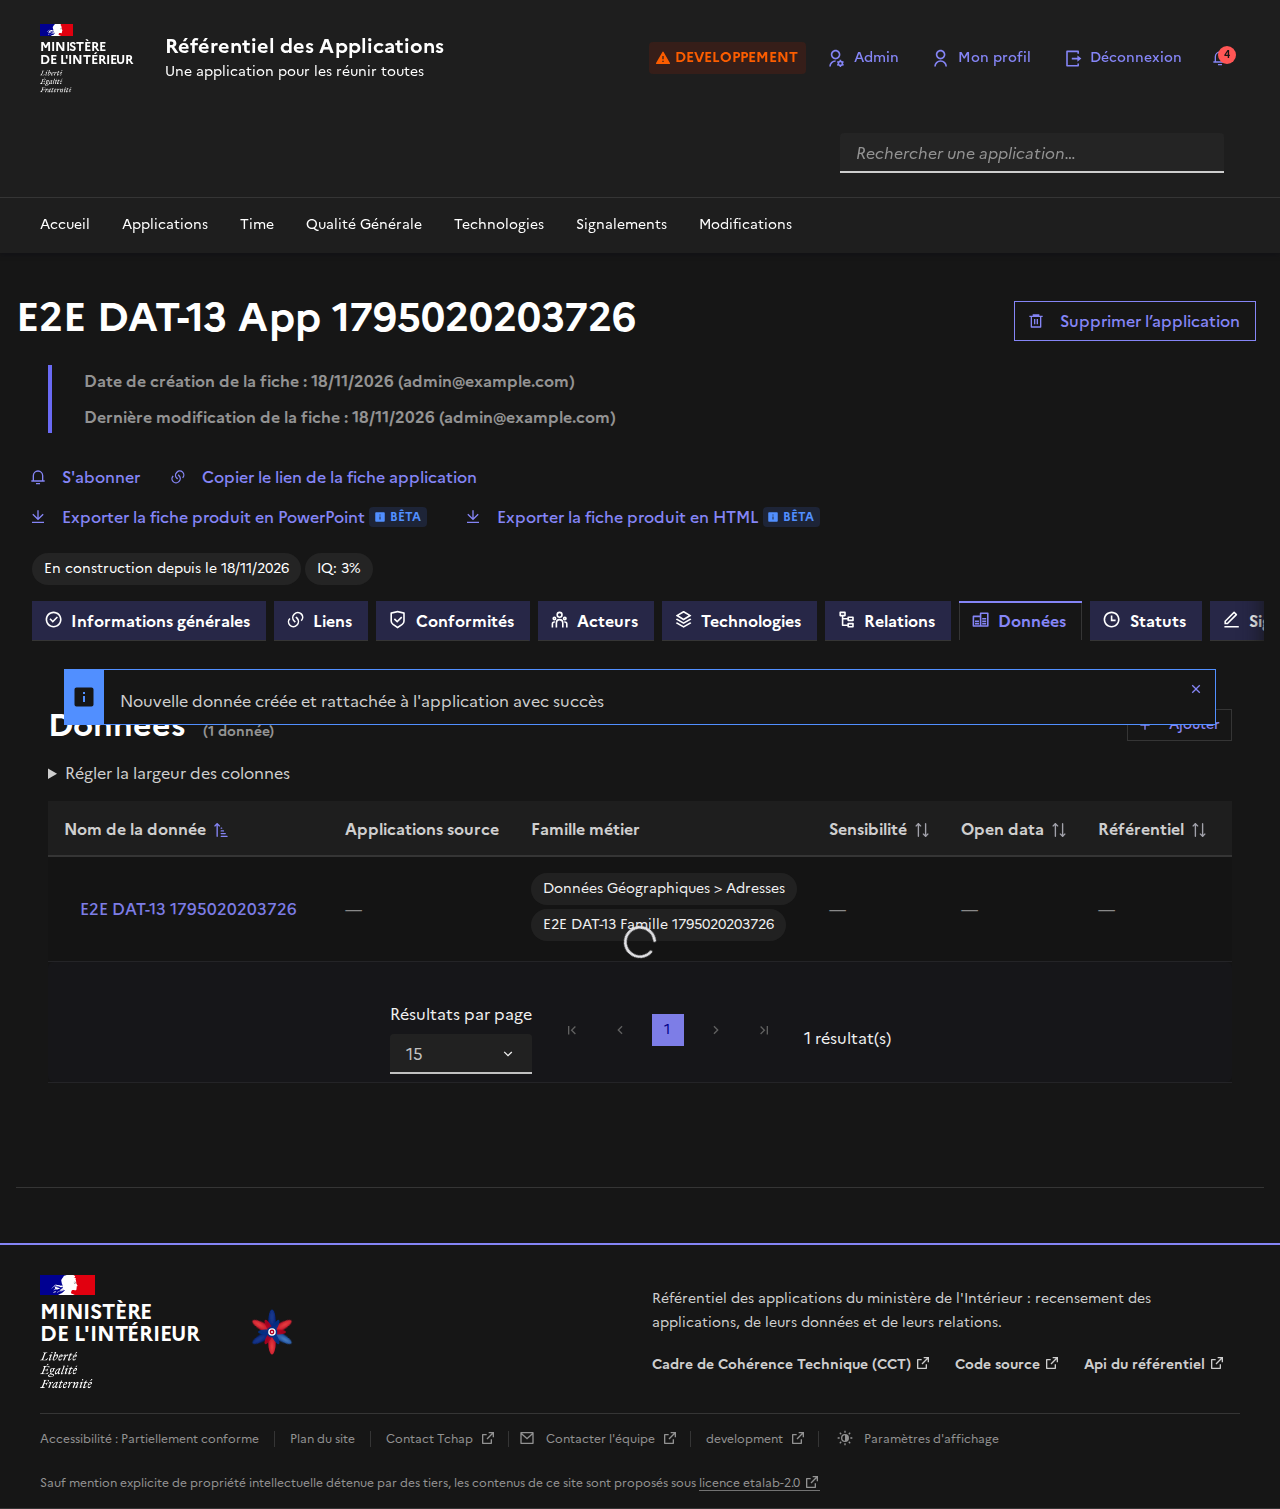 MINISTÈRE
DE L'INTÉRIEUR
Liberté
Égalité
Fraternité
Référentiel des Applications
Une application pour les réunir toutes
DEVELOPPEMENT
Admin
Mon profil
Déconnexion
4
Rechercher une application…
Accueil
Applications
Time
Qualité Générale
Technologies
Signalements
Modifications
E2E DAT-13 App 1795020203726
Supprimer l’application
Date de création de la fiche : 18/11/2026 (admin@example.com)
Dernière modification de la fiche : 18/11/2026 (admin@example.com)
S'abonner
Copier le lien de la fiche application
Exporter la fiche produit en PowerPoint BÊTA
Exporter la fiche produit en HTML BÊTA
En construction depuis le 18/11/2026
IQ: 3%
Informations générales
Liens
Conformités
Acteurs
Technologies
Relations
Données
Statuts
Nouvelle donnée créée et rattachée à l'application avec succès
Données
(1 donnée)
Ajouter
Régler la largeur des colonnes
Nom de la donnée
Applications source
Famille métier
Sensibilité
Open data
Référentiel
E2E DAT-13 1795020203726
—
Données Géographiques > Adresses
E2E DAT-13 Famille 1795020203726
—
—
—
Résultats par page
15
1
1 résultat(s)
MINISTÈRE
DE L'INTÉRIEUR
Liberté
Égalité
Fraternité
Référentiel des applications du ministère de l'Intérieur : recensement des
applications, de leurs données et de leurs relations.
Cadre de Cohérence Technique (CCT)
Code source
Api du référentiel
Accessibilité : Partiellement conforme
Plan du site
Contact Tchap
Contacter l'équipe
development
Paramètres d'affichage
Sauf mention explicite de propriété intellectuelle détenue par des tiers, les contenus de ce site sont proposés sous licence etalab-2.0